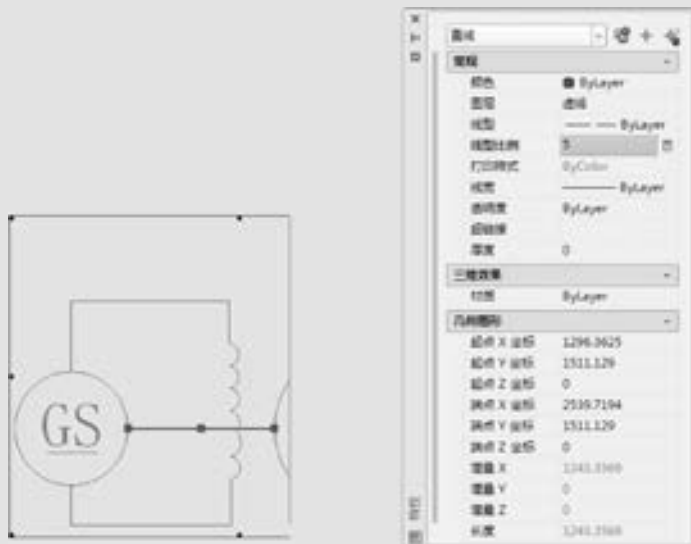 GS
直线
常规
颜色 ByLayer
图层 虚线
线型 ByLayer
线型比例 5
打印样式 ByColor
线宽 ByLayer
透明度 ByLayer
超链接
厚度 0
三维效果
材质 ByLayer
几何图形
起点 X 坐标 1296.3625
起点 Y 坐标 1511.129
起点 Z 坐标 0
端点 X 坐标 2539.7194
端点 Y 坐标 1511.129
端点 Z 坐标 0
增量 X 1243.3569
增量 Y 0
增量 Z 0
长度 1243.3569
特性